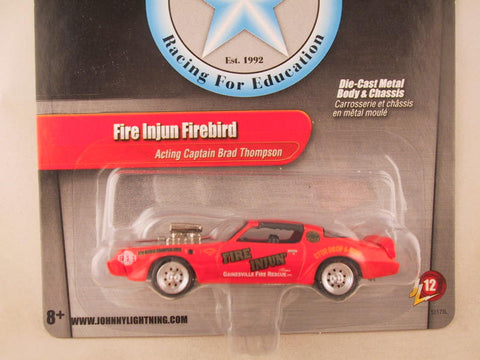 Est. 1992
Racing For Education
Die-Cast Metal
Body & Chassis
Carrosserie et châssis
en métal moulé
Fire Injun Firebird
Acting Captain Brad Thompson
FIRE
INJUN
GAINESVILLE FIRE RESCUE
12
8+
WWW.JOHNNYLIGHTNING.COM